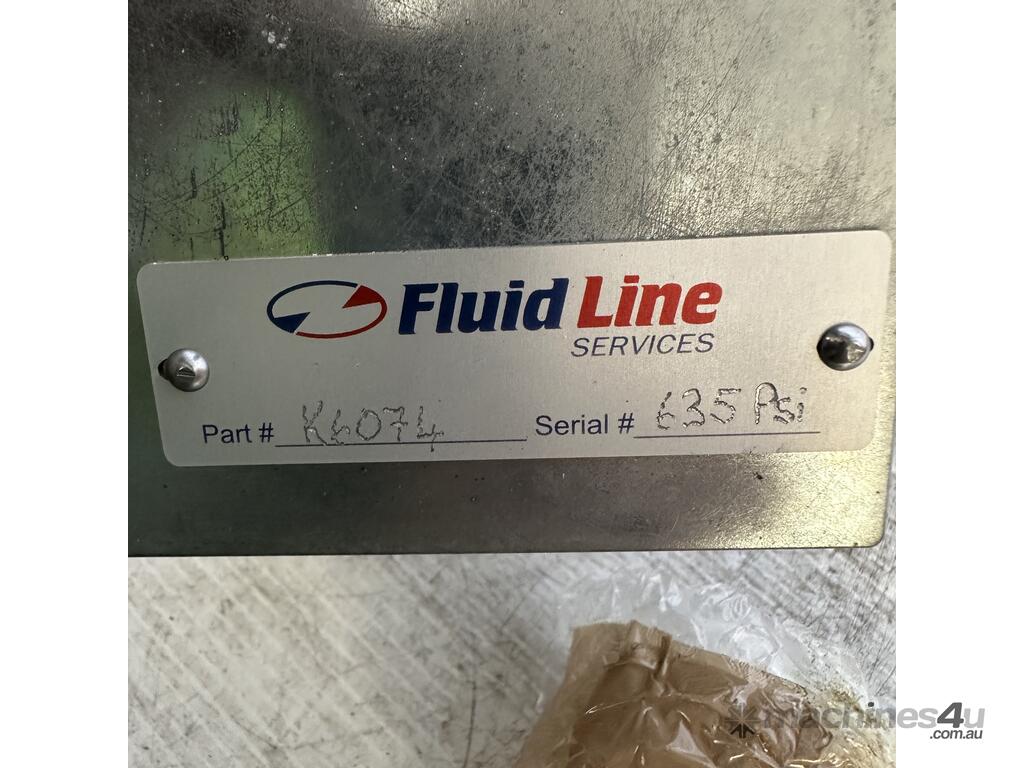 Fluid Line
SERVICES
Part # K6074 Serial # 635 Psi
machines4u
.com.au